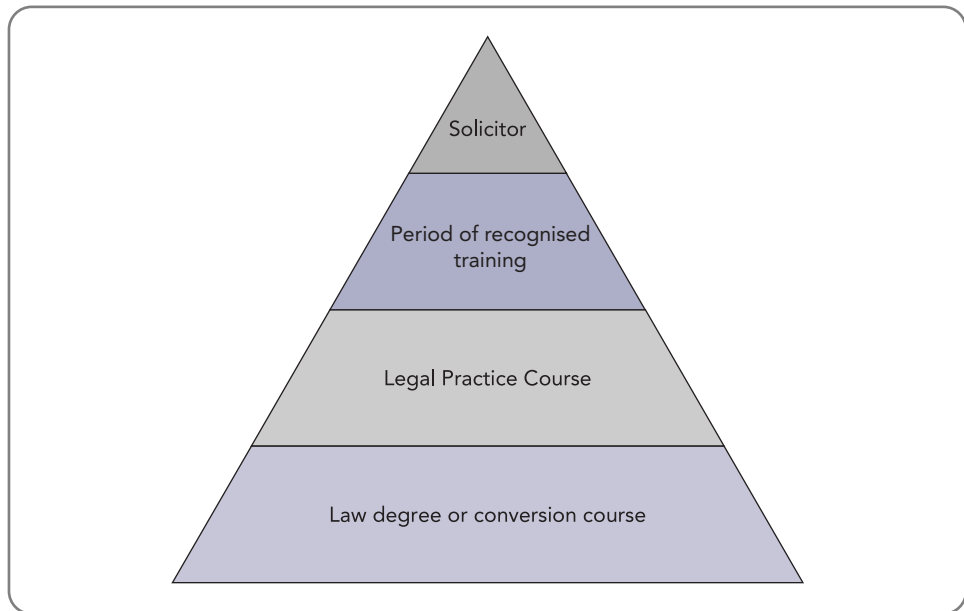 Solicitor
Period of recognised
training
Legal Practice Course
Law degree or conversion course